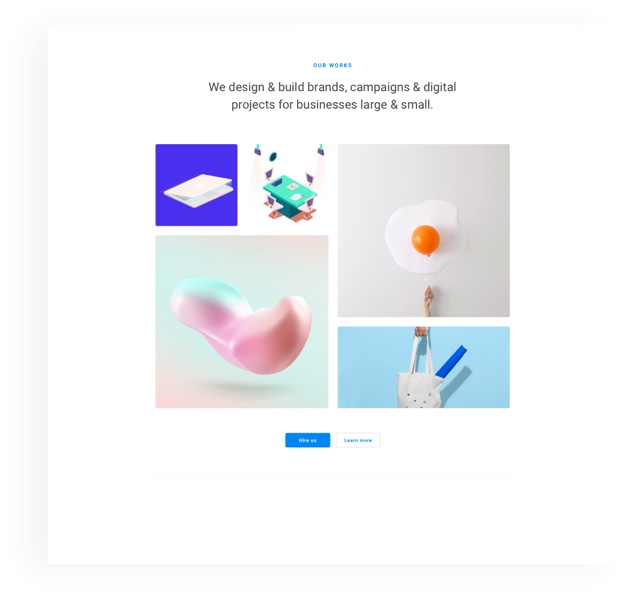 OUR WORKS
We design & build brands, campaigns & digital
projects for businesses large & small.
Hire us
Learn more